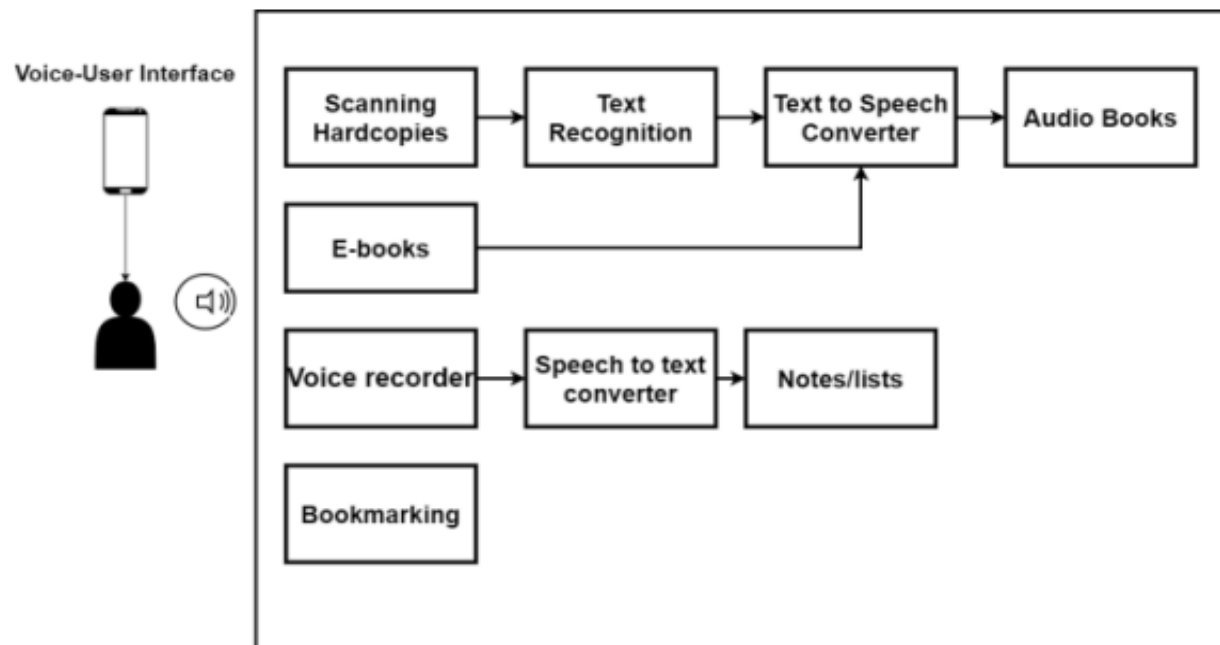 Voice-User Interface
Scanning
Hardcopies
Text
Recognition
Text to Speech
Converter
Audio Books
E-books
Voice recorder
Speech to text
converter
Notes/lists
Bookmarking